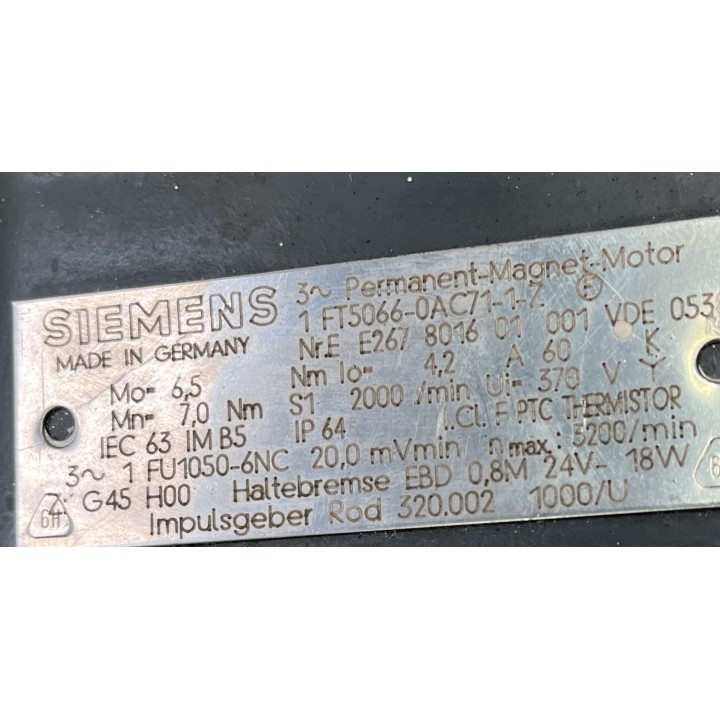 SIEMENS 3~ Permanent-Magnet-Motor
MADE IN GERMANY 1 FT5066-0AC71-1-Z F
Nr.E E267 8016 01 001 VDE 053
Mo= 6,5 Nm Io= 4,2 A 60 K
Mn= 7,0 Nm S1 2000 /min Ui= 370 V Y
IEC 63 IM B5 IP 64 I.Cl. F PTC THERMISTOR
3~ 1 FU1050-6NC 20,0 mV/min n max.: 3200/min
G45 H00 Haltebremse EBD 0,8M 24V- 18W
Impulsgeber Rod 320.002 1000/U